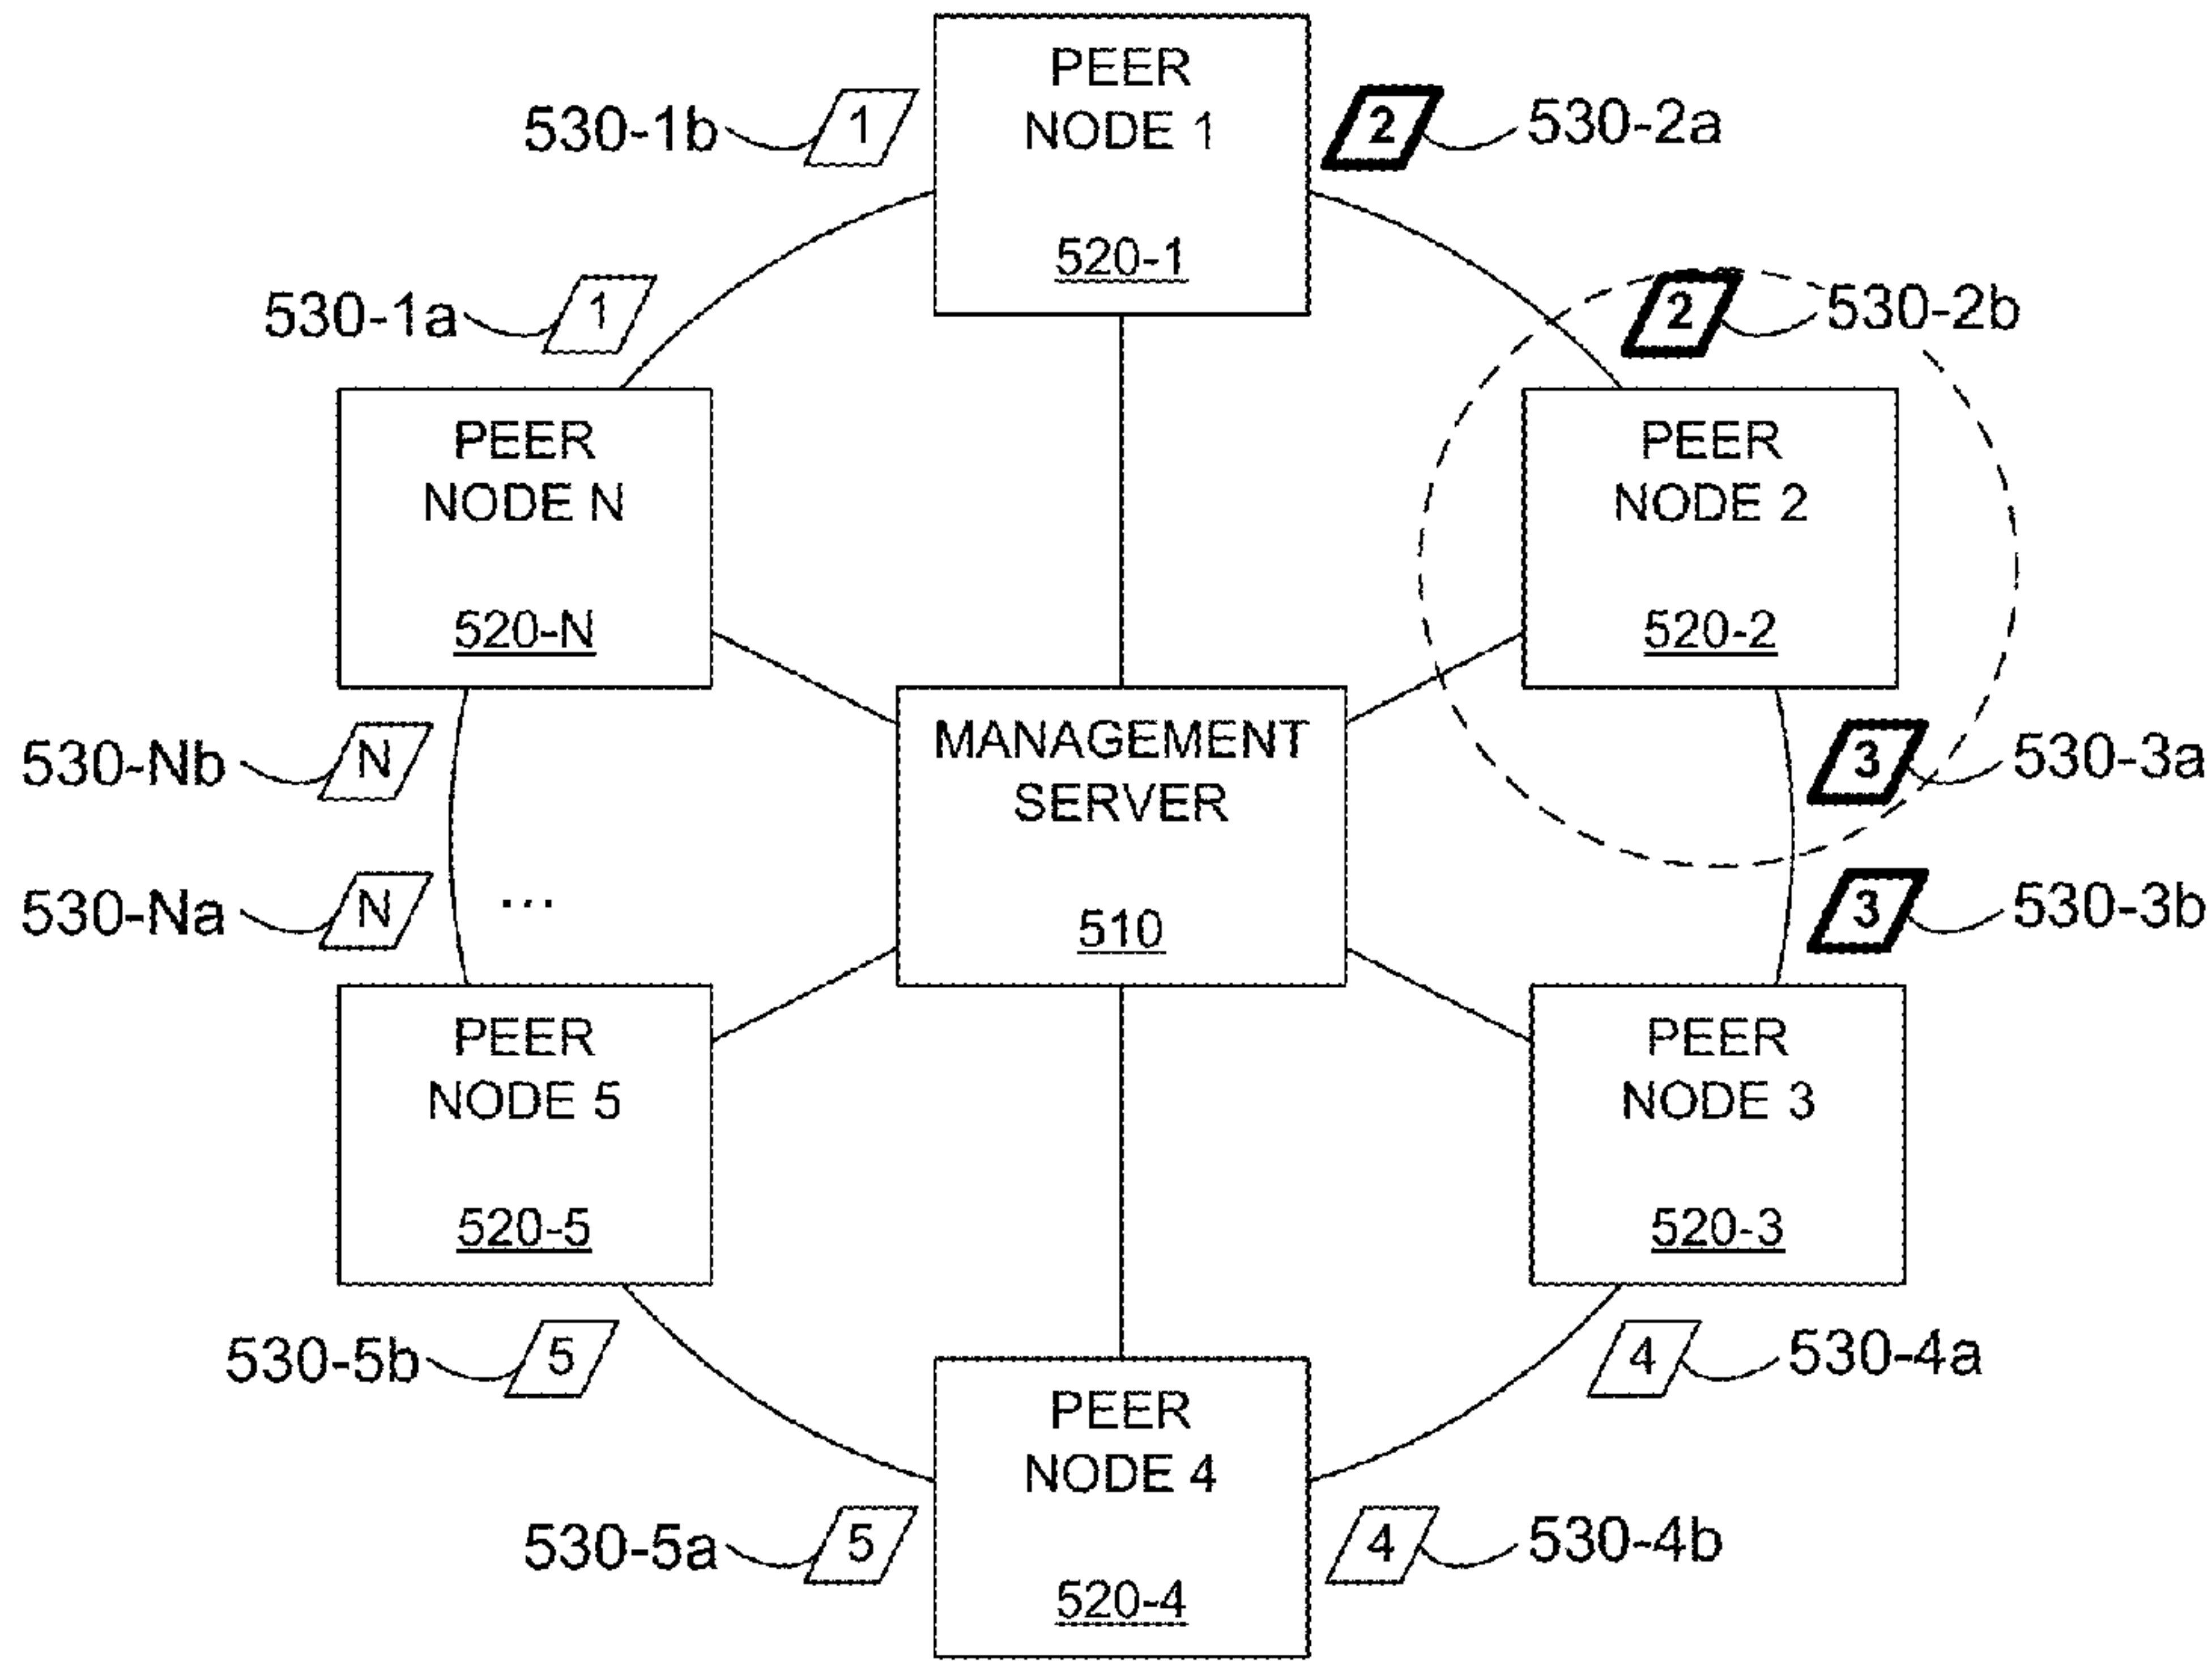 PEER
NODE 1
520-1
530-1b
1
2
530-2a
530-1a
1
2
530-2b
PEER
NODE N
520-N
PEER
NODE 2
520-2
530-Nb
N
MANAGEMENT
SERVER
510
3
530-3a
530-Na
N
...
3
530-3b
PEER
NODE 5
520-5
PEER
NODE 3
520-3
530-5b
5
4
530-4a
PEER
NODE 4
520-4
530-5a
5
4
530-4b